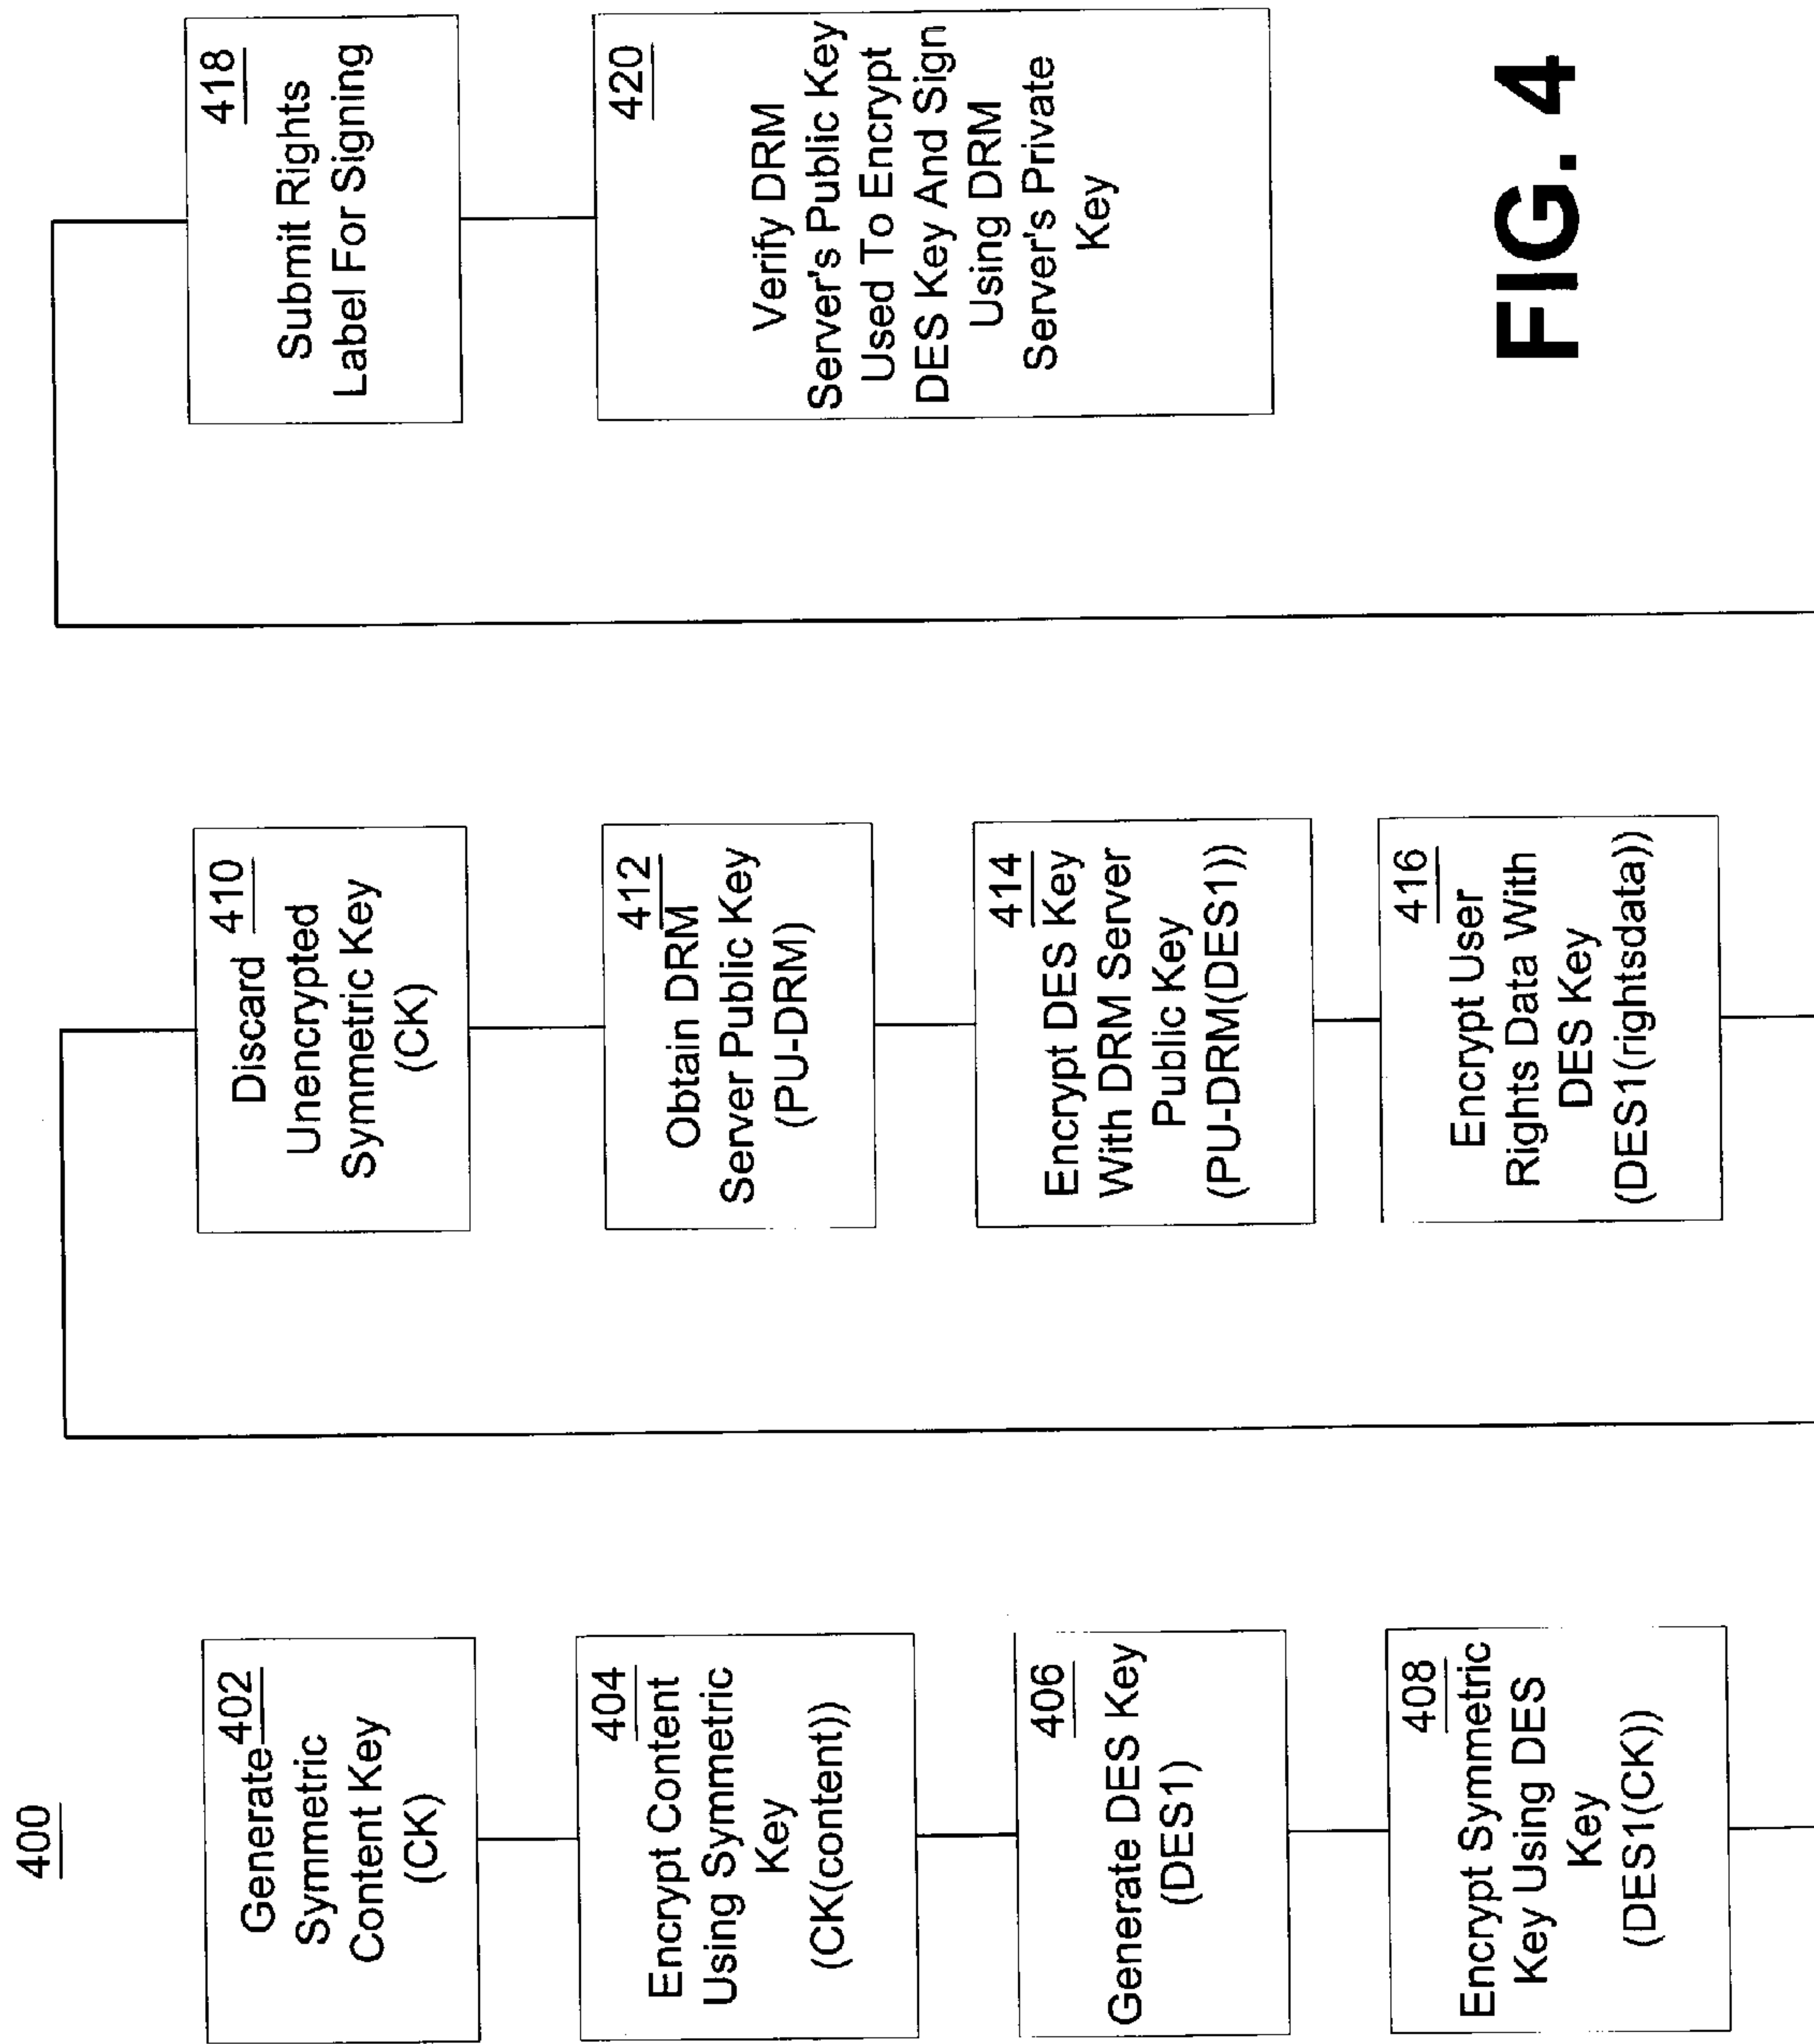 400
Generate 402
Symmetric
Content Key
(CK)
404
Encrypt Content
Using Symmetric
Key
(CK(content))
406
Generate DES Key
(DES1)
408
Encrypt Symmetric
Key Using DES
Key
(DES1(CK))
410
Discard
Unencrypted
Symmetric Key
(CK)
412
Obtain DRM
Server Public Key
(PU-DRM)
414
Encrypt DES Key
With DRM Server
Public Key
(PU-DRM(DES1))
416
Encrypt User
Rights Data With
DES Key
(DES1(rightsdata))
418
Submit Rights
Label For Signing
420
Verify DRM
Server's Public Key
Used To Encrypt
DES Key And Sign
Using DRM
Server's Private
Key
FIG. 4